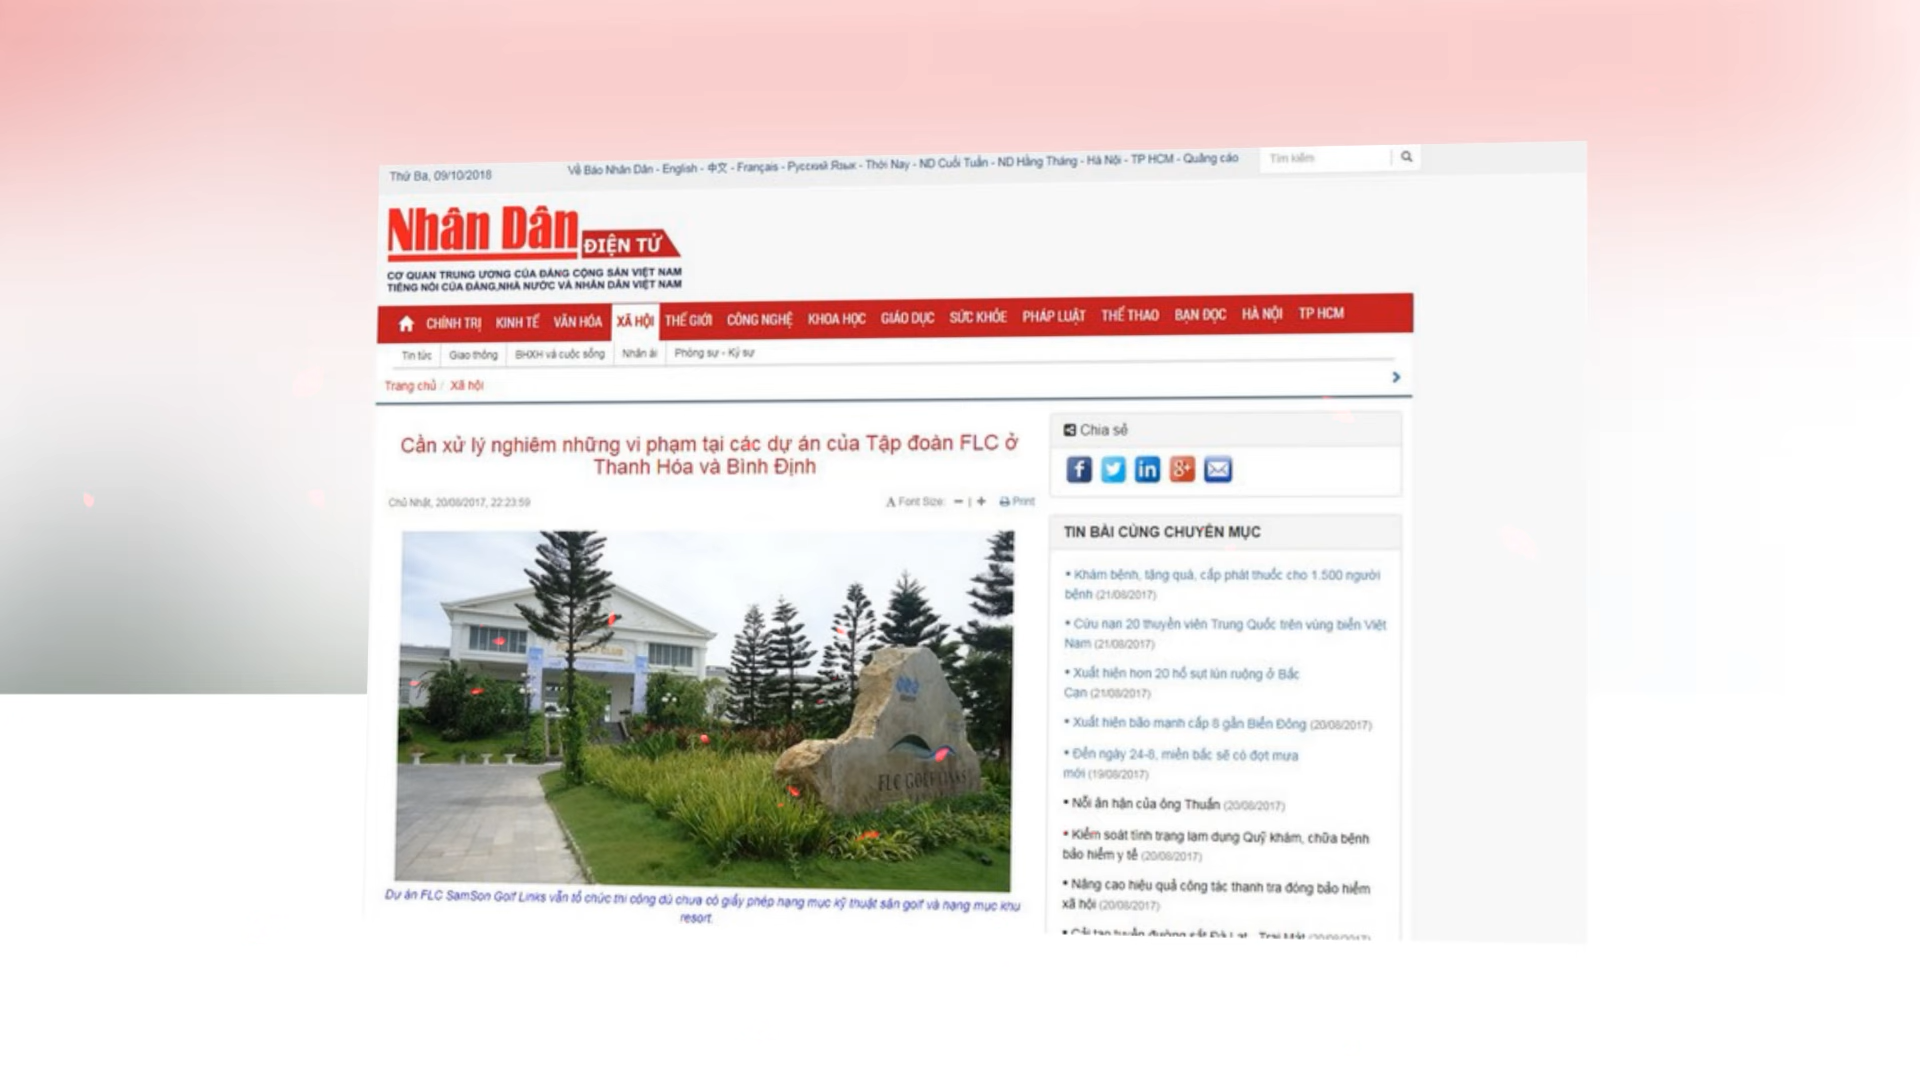 Thứ Ba, 09/10/2018
Về Báo Nhân Dân - English - 中文 - Français - Русский Язык - Thời Nay - ND Cuối Tuần - ND Hằng Tháng - Hà Nội - TP HCM - Quảng cáo
Tìm kiếm
Nhân Dân
ĐIỆN TỬ
CƠ QUAN TRUNG ƯƠNG CỦA ĐẢNG CỘNG SẢN VIỆT NAM
TIẾNG NÓI CỦA ĐẢNG,NHÀ NƯỚC VÀ NHÂN DÂN VIỆT NAM
CHÍNH TRỊ KINH TẾ VĂN HÓA XÃ HỘI THẾ GIỚI CÔNG NGHỆ KHOA HỌC GIÁO DỤC SỨC KHỎE PHÁP LUẬT THỂ THAO BẠN ĐỌC HÀ NỘI TP HCM
Tin tức Giao thông BHXH và cuộc sống Nhân ái Phóng sự - Ký sự
Trang chủ / Xã hội
Cần xử lý nghiêm những vi phạm tại các dự án của Tập đoàn FLC ở
Thanh Hóa và Bình Định
Chủ Nhật, 20/08/2017, 22:23:59
A Font Size: − | + Print
FLC GOLF LINKS
Dự án FLC SamSon Golf Links vẫn tổ chức thi công dù chưa có giấy phép hạng mục kỹ thuật sân golf và hạng mục khu
resort.
Chia sẻ
TIN BÀI CÙNG CHUYÊN MỤC
• Khám bệnh, tặng quà, cấp phát thuốc cho 1.500 người
bệnh (21/08/2017)
• Cứu nạn 20 thuyền viên Trung Quốc trên vùng biển Việt
Nam (21/08/2017)
• Xuất hiện hơn 20 hố sụt lún ruộng ở Bắc
Cạn (21/08/2017)
• Xuất hiện bão mạnh cấp 8 gần Biển Đông (20/08/2017)
• Đến ngày 24-8, miền bắc sẽ có đợt mưa
mới (19/08/2017)
• Nỗi ân hận của ông Thuấn (20/08/2017)
• Kiểm soát tình trạng lạm dụng Quỹ khám, chữa bệnh
bảo hiểm y tế (20/08/2017)
• Nâng cao hiệu quả công tác thanh tra đóng bảo hiểm
xã hội (20/08/2017)
• Cải tạo tuyến đường sắt Đà Lạt - Trại Mát (20/08/2017)